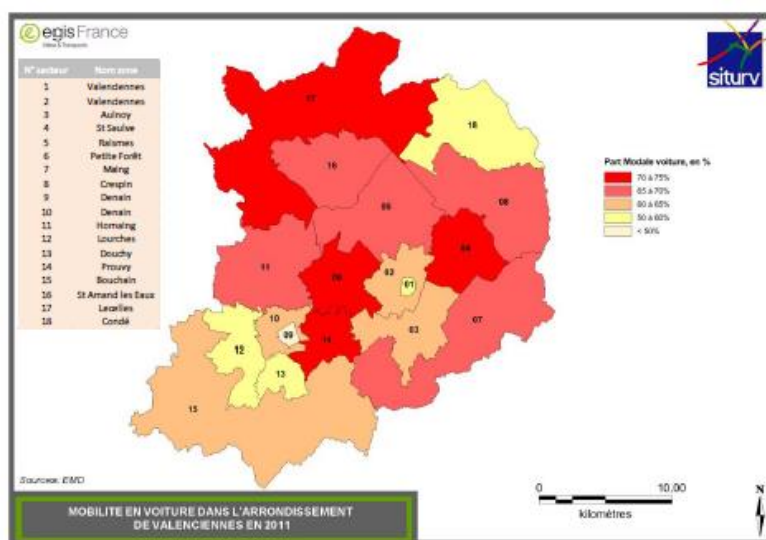 egis France
Villes & Transports
siturv
N° secteur Nom zone
1 Valenciennes
2 Valenciennes
3 Aulnoy
4 St Saulve
5 Raismes
6 Petite Forêt
7 Maing
8 Crespin
9 Denain
10 Denain
11 Hornaing
12 Lourches
13 Douchy
14 Prouvy
15 Bouchain
16 St Amand les Eaux
17 Lecelles
18 Condé
17
18
16
08
11
02
01
10
09
03
07
12
13
15
Part Modale voiture, en %
70 à 75%
65 à 70%
60 à 65%
50 à 60%
< 50%
Sources: EMD
MOBILITE EN VOITURE DANS L'ARRONDISSEMENT
DE VALENCIENNES EN 2011
0 10,00
kilomètres
N